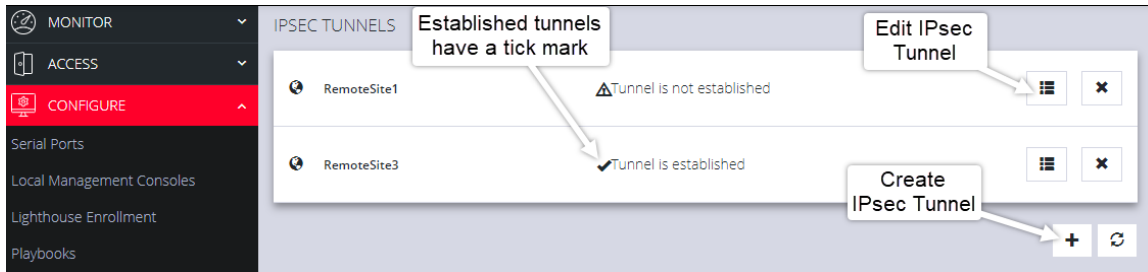 MONITOR
ACCESS
CONFIGURE
Serial Ports
Local Management Consoles
Lighthouse Enrollment
Playbooks
IPSEC TUNNELS
Established tunnels
have a tick mark
Edit IPsec
Tunnel
RemoteSite1
Tunnel is not established
RemoteSite3
Tunnel is established
Create
IPsec Tunnel